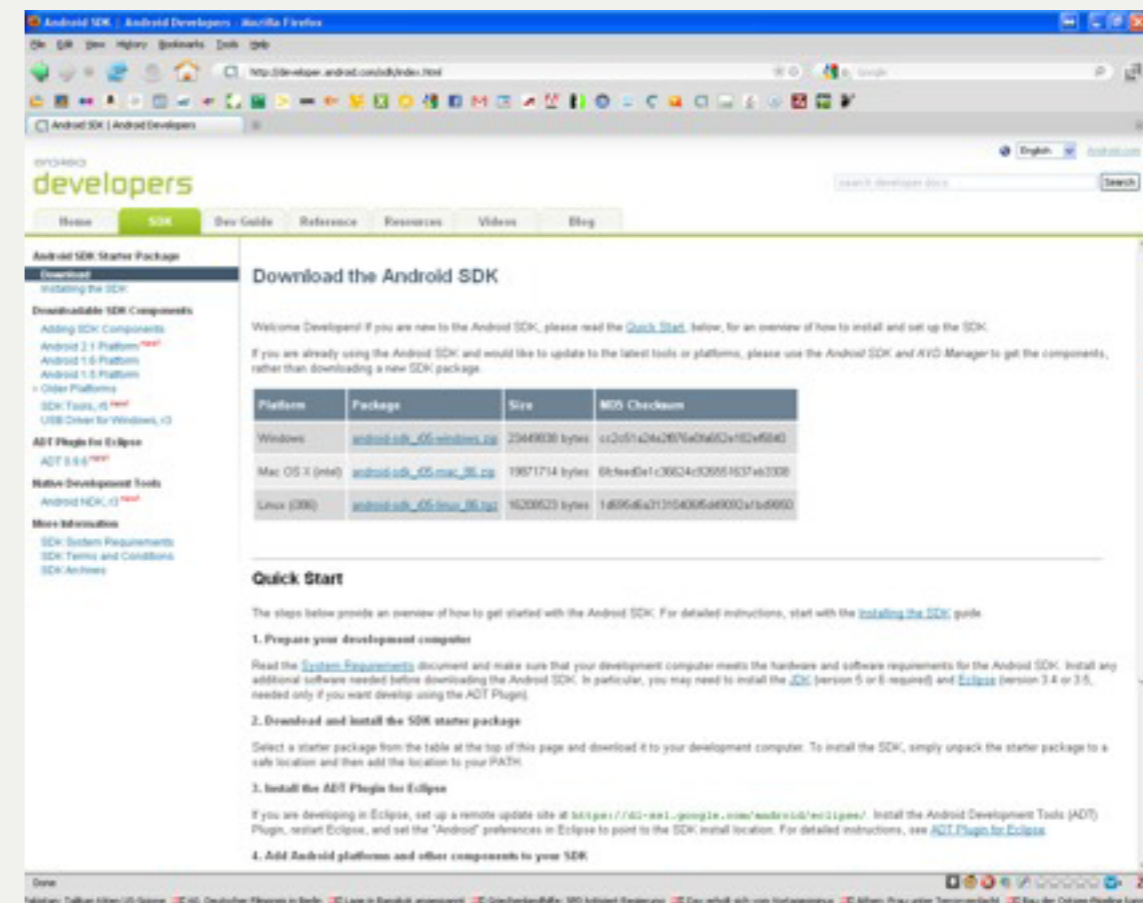 Android SDK | Android Developers - Mozilla Firefox
File Edit View History Bookmarks Tools Help
http://developer.android.com/sdk/index.html
Google
Android SDK | Android Developers
English
Android.com
android
developers
search developer docs
Search
Home SDK Dev Guide Reference Resources Videos Blog
Android SDK Starter Package
Download
Installing the SDK
Downloadable SDK Components
Adding SDK Components
Android 2.1 Platform new!
Android 1.6 Platform
Android 1.5 Platform
Older Platforms
SDK Tools, r5 new!
USB Driver for Windows, r3
ADT Plugin for Eclipse
ADT 0.9.6 new!
Native Development Tools
Android NDK, r3 new!
More Information
SDK System Requirements
SDK Terms and Conditions
SDK Archives
Download the Android SDK
Welcome Developers! If you are new to the Android SDK, please read the Quick Start, below, for an overview of how to install and set up the SDK.
If you are already using the Android SDK and would like to update to the latest tools or platforms, please use the Android SDK and AVD Manager to get the components,
rather than downloading a new SDK package.
Platform Package Size MD5 Checksum
Windows android-sdk_r05-windows.zip 23449838 bytes
Mac OS X (intel) android-sdk_r05-mac_86.zip 19871714 bytes
Linux (i386) android-sdk_r05-linux_86.tgz 16208523 bytes
Quick Start
The steps below provide an overview of how to get started with the Android SDK. For detailed instructions, start with the Installing the SDK guide.
1. Prepare your development computer
Read the System Requirements document and make sure that your development computer meets the hardware and software requirements for the Android SDK. Install any
additional software needed before downloading the Android SDK. In particular, you may need to install the JDK (version 5 or 6 required) and Eclipse (version 3.4 or 3.5,
needed only if you want develop using the ADT Plugin).
2. Download and install the SDK starter package
Select a starter package from the table at the top of this page and download it to your development computer. To install the SDK, simply unpack the starter package to a
safe location and then add the location to your PATH.
3. Install the ADT Plugin for Eclipse
If you are developing in Eclipse, set up a remote update site at https://dl-ssl.google.com/android/eclipse/. Install the Android Development Tools (ADT)
Plugin, restart Eclipse, and set the "Android" preferences in Eclipse to point to the SDK install location. For detailed instructions, see ADT Plugin for Eclipse.
4. Add Android platforms and other components to your SDK
Done